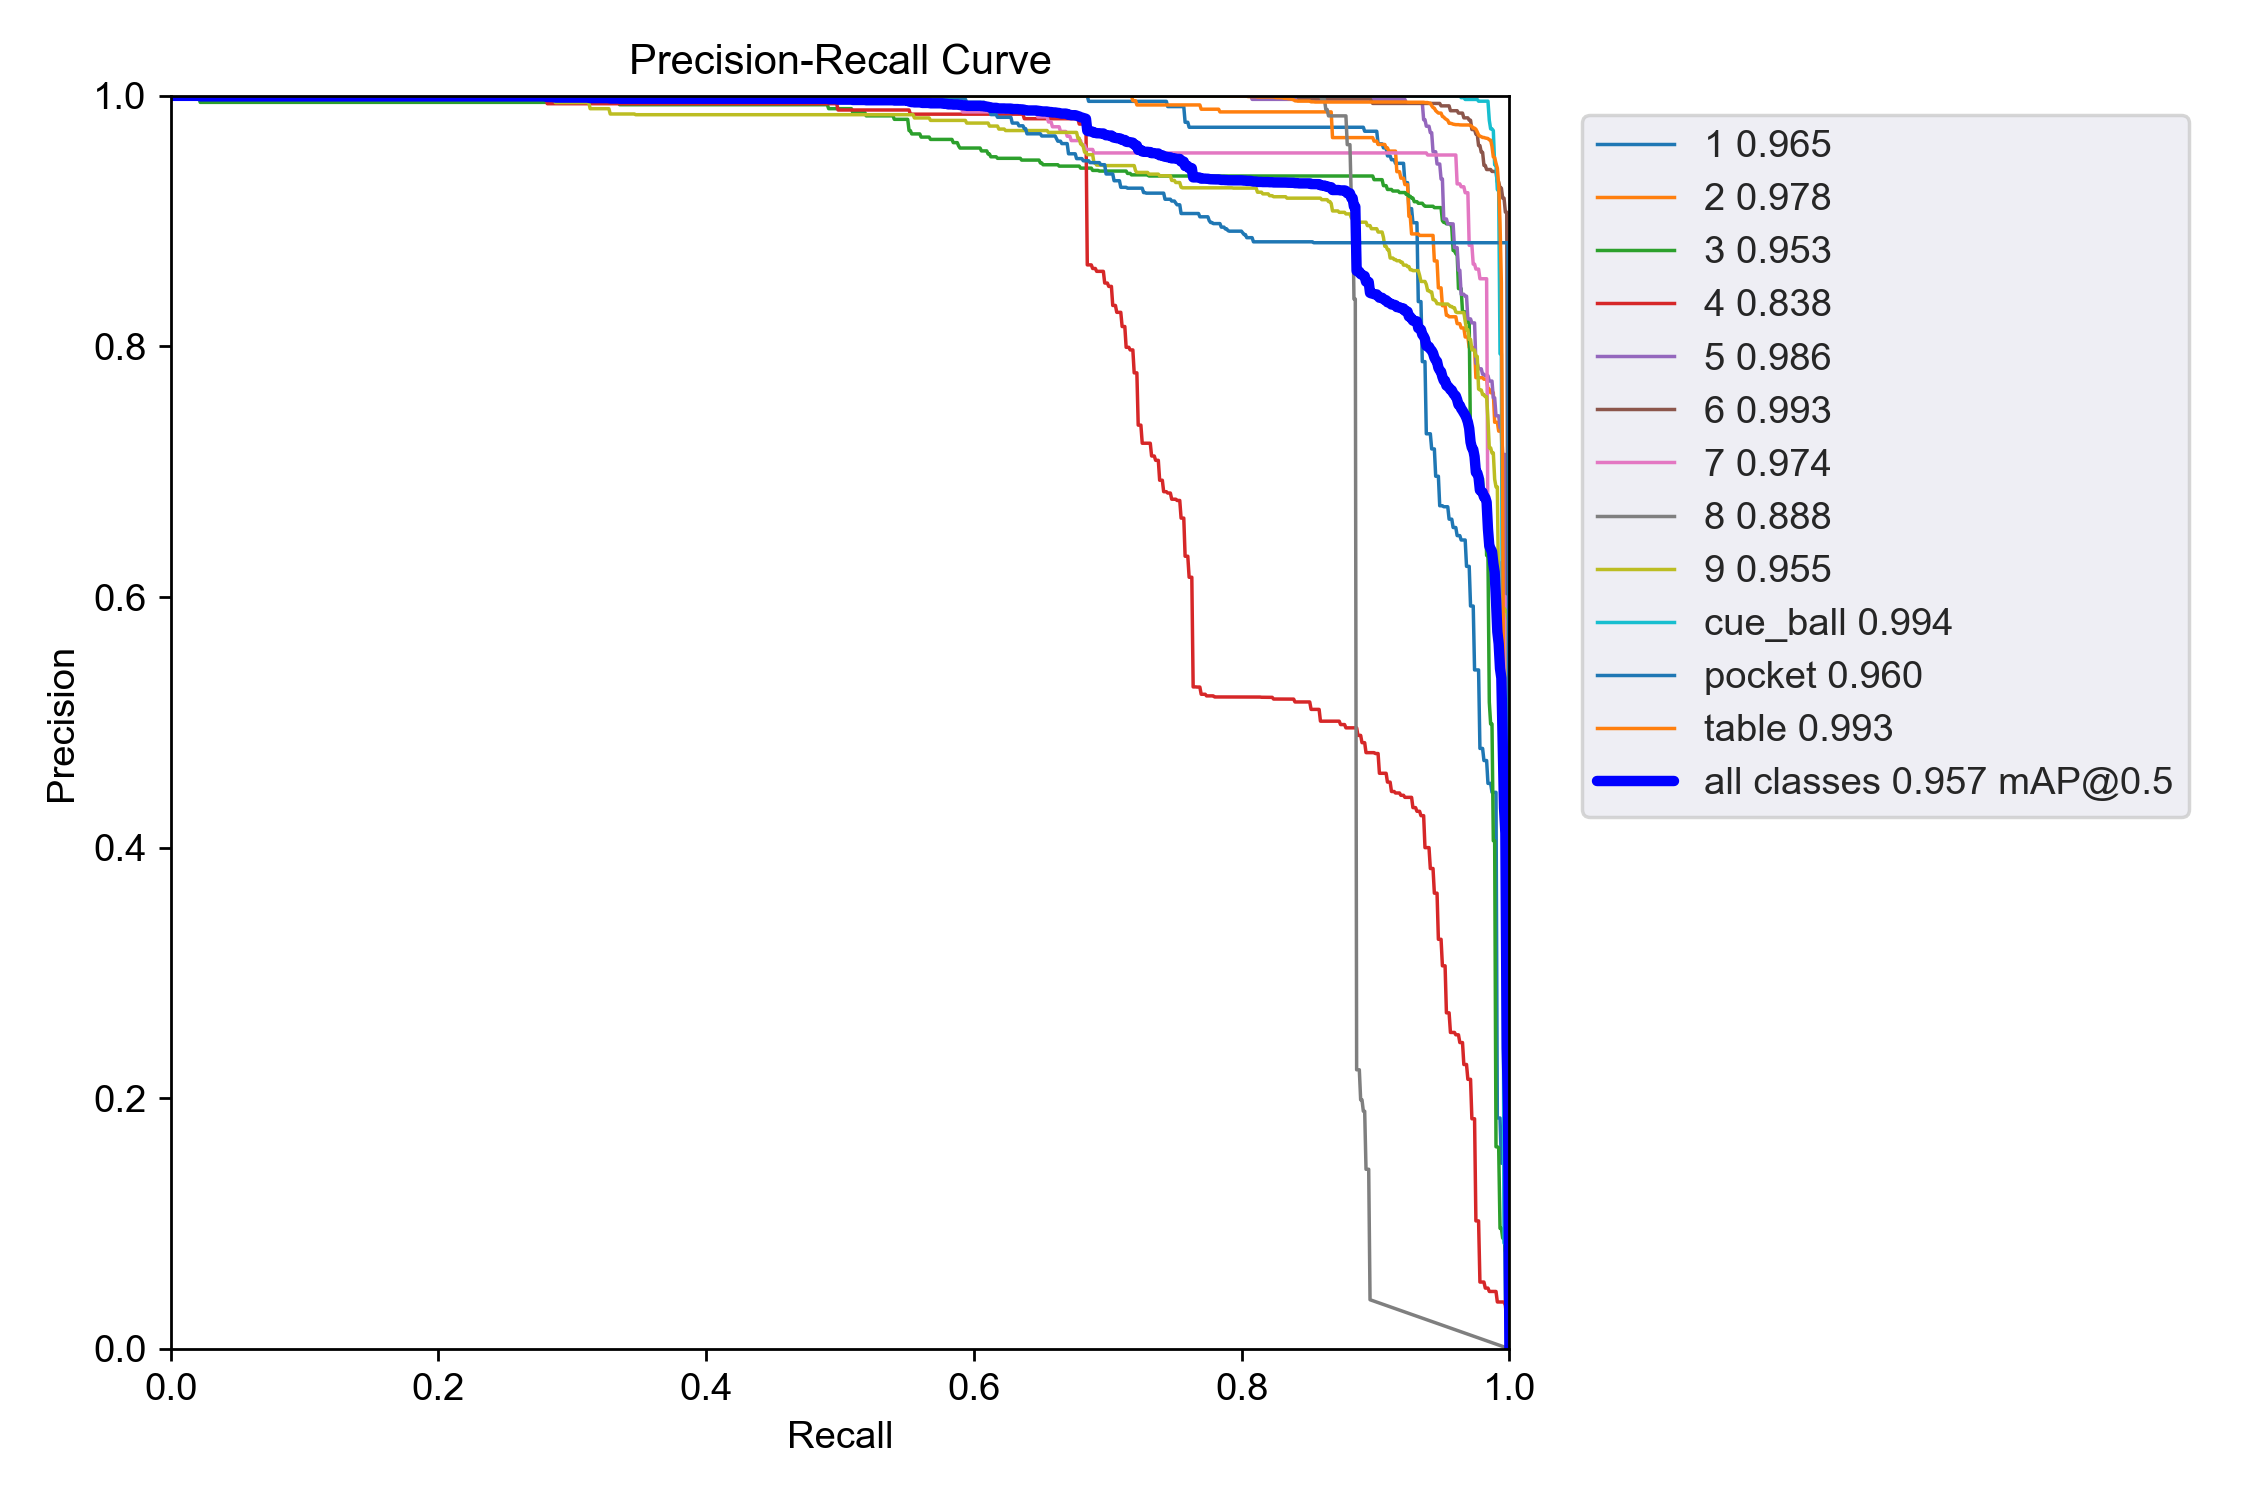 Precision-Recall Curve
1.0
0.8
0.6
0.4
0.2
0.0
Precision
0.0 0.2 0.4 0.6 0.8 1.0
Recall
1 0.965
2 0.978
3 0.953
4 0.838
5 0.986
6 0.993
7 0.974
8 0.888
9 0.955
cue_ball 0.994
pocket 0.960
table 0.993
all classes 0.957 mAP@0.5